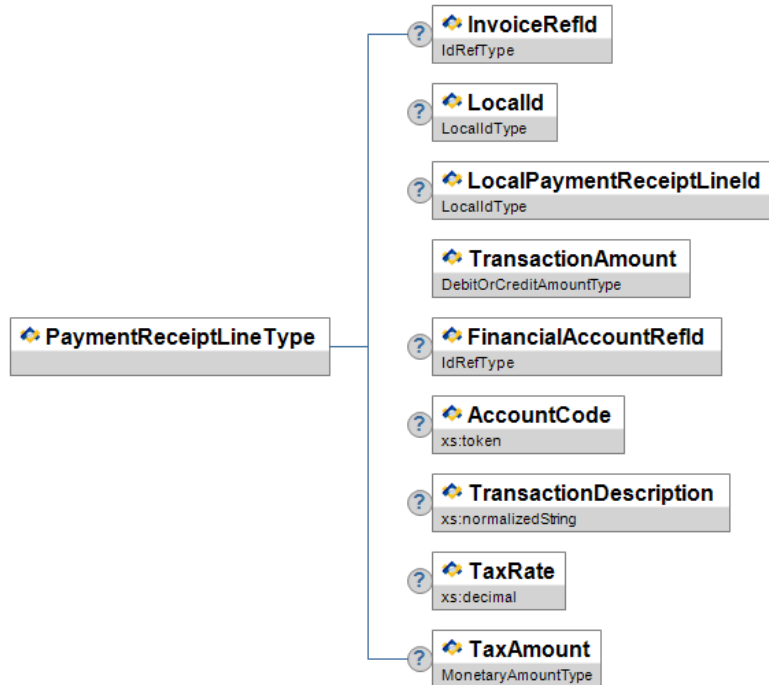 ?
InvoiceRefId
IdRefType
?
LocalId
LocalIdType
?
LocalPaymentReceiptLineId
LocalIdType
TransactionAmount
DebitOrCreditAmountType
PaymentReceiptLineType
?
FinancialAccountRefId
IdRefType
?
AccountCode
xs:token
?
TransactionDescription
xs:normalizedString
?
TaxRate
xs:decimal
?
TaxAmount
MonetaryAmountType